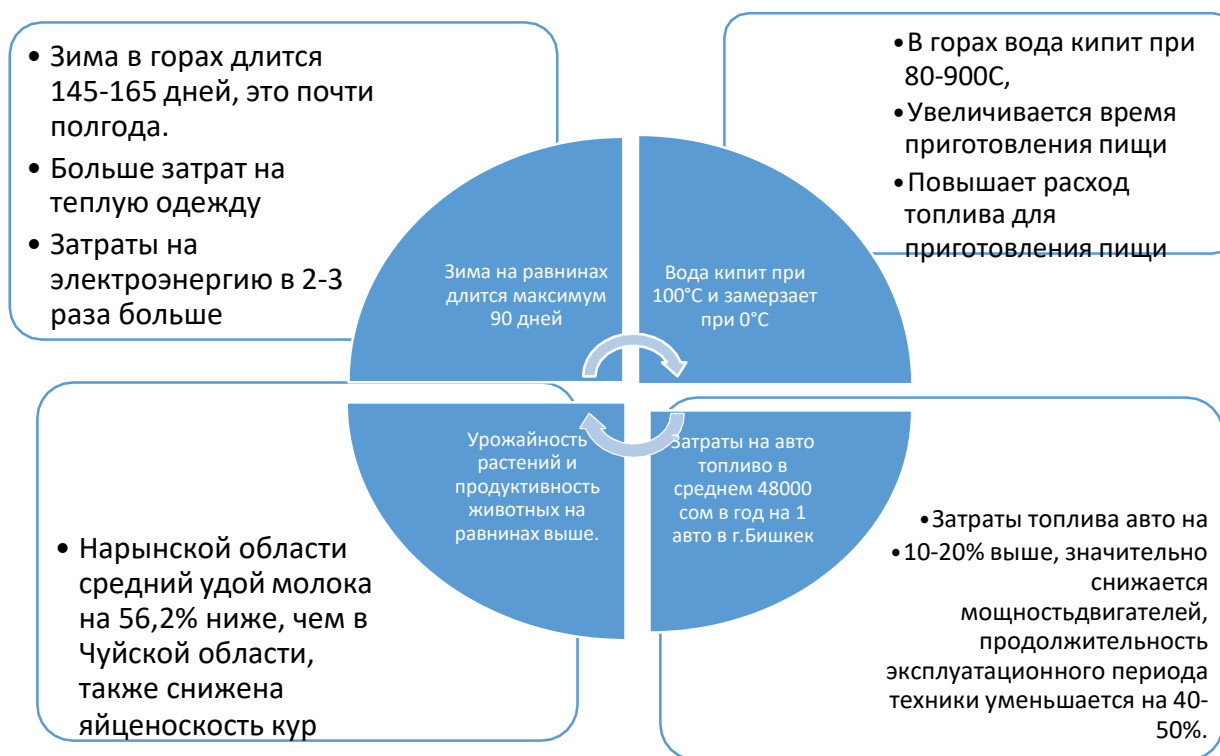 • Зима в горах длится
145-165 дней, это почти
полгода.
• Больше затрат на
теплую одежду
• Затраты на
электроэнергию в 2-3
раза больше
•В горах вода кипит при
80-900С,
•Увеличивается время
приготовления пищи
•Повышает расход
топлива для
приготовления пищи
Зима на равнинах
длится максимум
90 дней
Вода кипит при
100°С и замерзает
при 0°С
Урожайность
растений и
продуктивность
животных на
равнинах выше.
Затраты на авто
топливо в
среднем 48000
сом в год на 1
авто в г.Бишкек
• Нарынской области
средний удой молока
на 56,2% ниже, чем в
Чуйской области,
также снижена
яйценоскость кур
•Затраты топлива авто на
•10-20% выше, значительно
снижается
мощностьдвигателей,
продолжительность
эксплуатационного периода
техники уменьшается на 40-
50%.